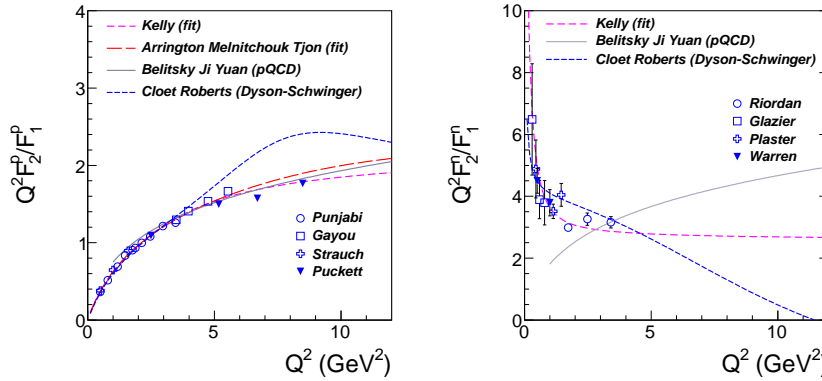 Kelly (fit)
Arrington Melnitchouk Tjon (fit)
Belitsky Ji Yuan (pQCD)
Cloet Roberts (Dyson-Schwinger)
Q²F₂ᵖ/F₁ᵖ
4
3
2
1
0
Punjabi
Gayou
Strauch
Puckett
0 5 10
Q² (GeV²)
Kelly (fit)
Belitsky Ji Yuan (pQCD)
Cloet Roberts (Dyson-Schwinger)
Q²F₂ⁿ/F₁ⁿ
10
8
6
4
2
0
Riordan
Glazier
Plaster
Warren
0 5 10
Q² (GeV²)